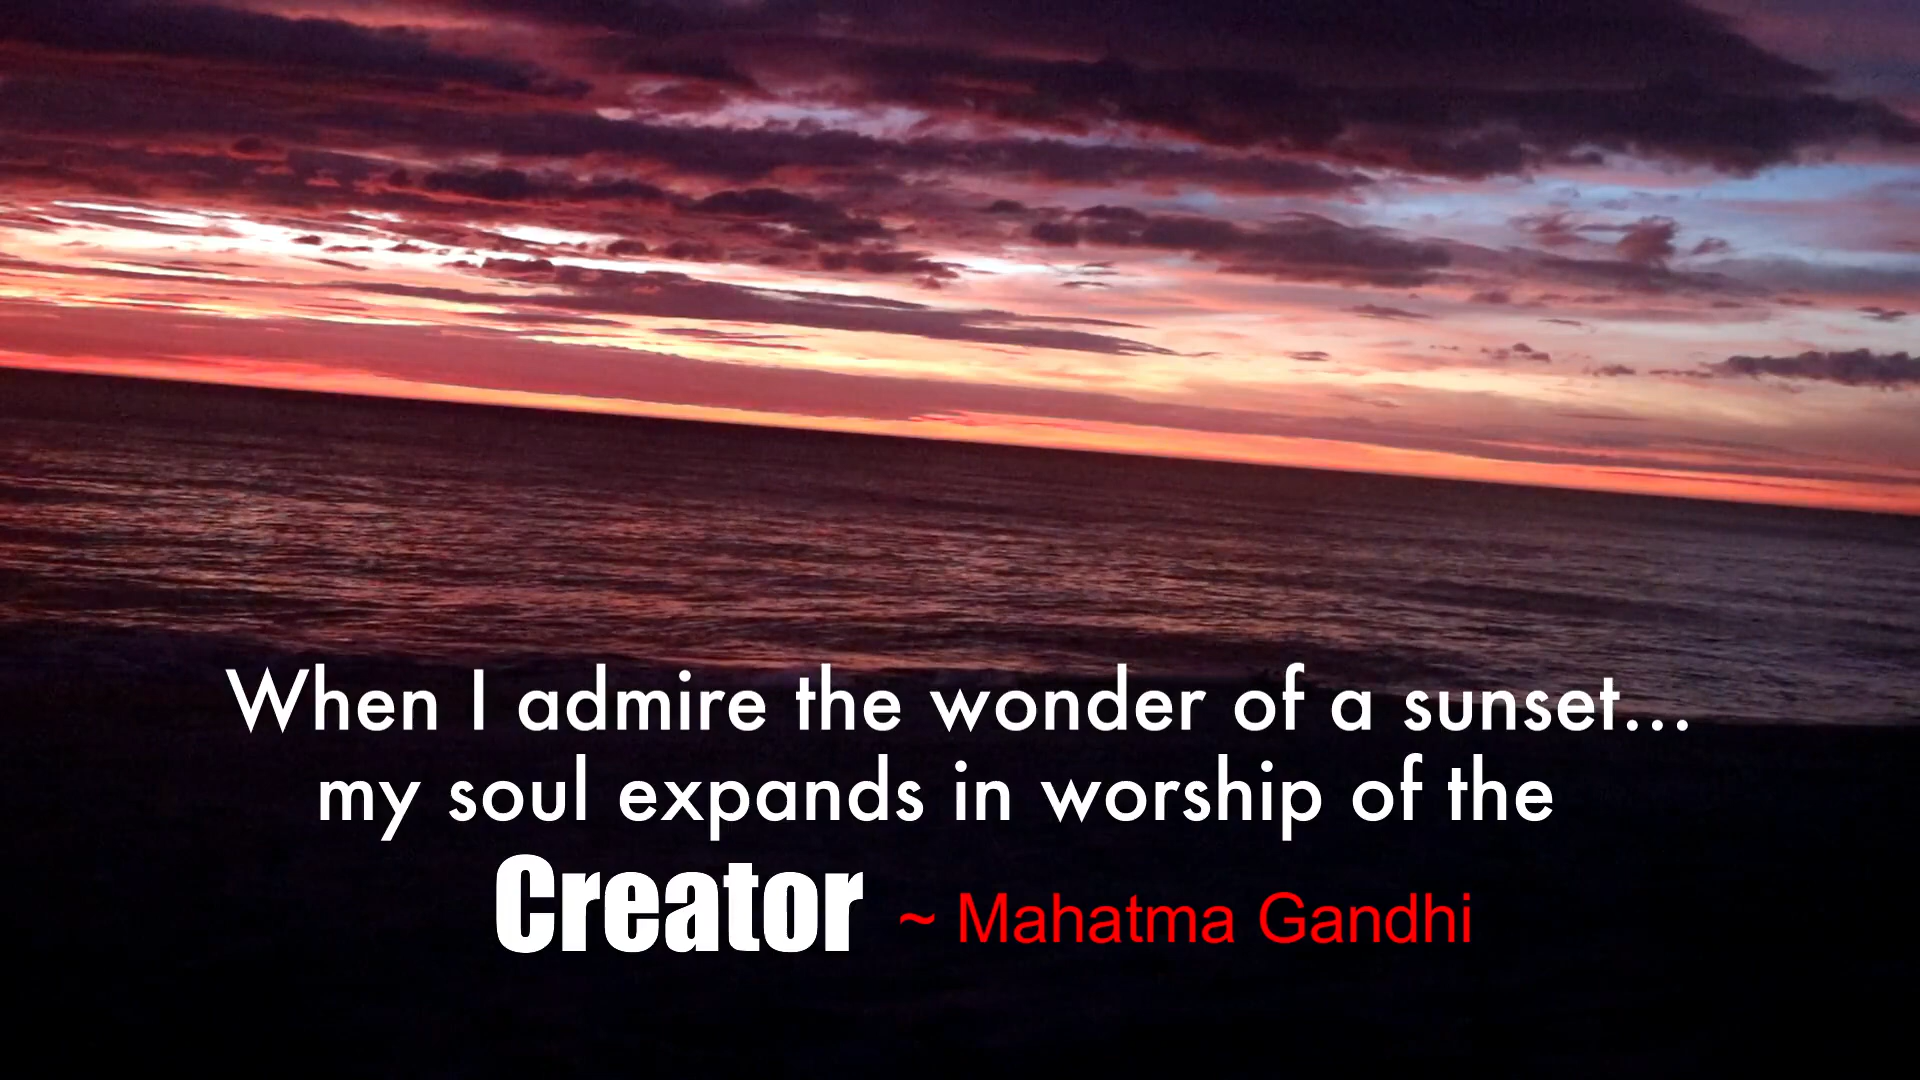 When I admire the wonder of a sunset...
my soul expands in worship of the
Creator ~ Mahatma Gandhi